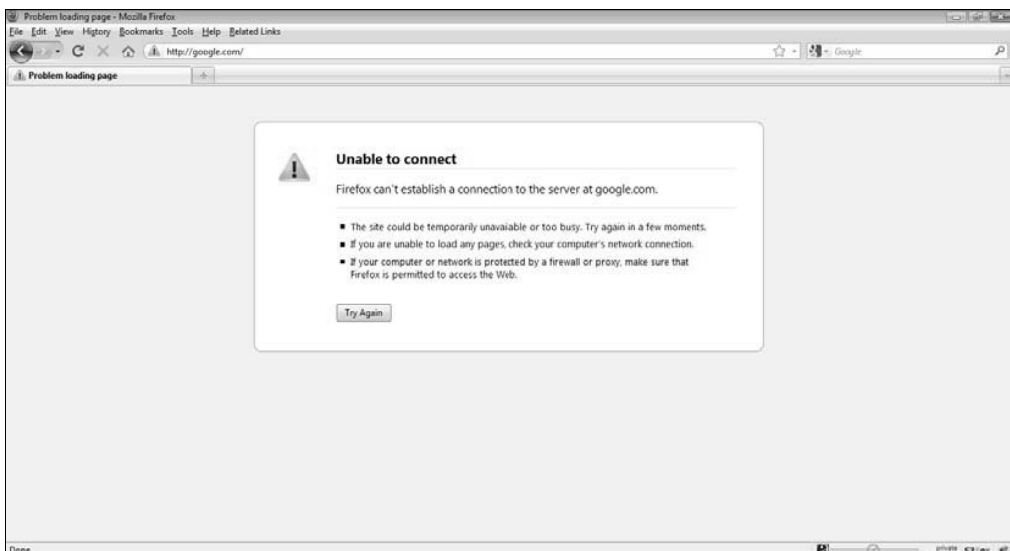 Problem loading page - Mozilla Firefox
File Edit View History Bookmarks Tools Help Related Links
http://google.com/
Google
Problem loading page
Unable to connect
Firefox can't establish a connection to the server at google.com.
The site could be temporarily unavaiable or too busy. Try again in a few moments.
If you are unable to load any pages, check your computer's network connection.
If your computer or network is protected by a firewall or proxy, make sure that
Firefox is permitted to access the Web.
Try Again
Done
private